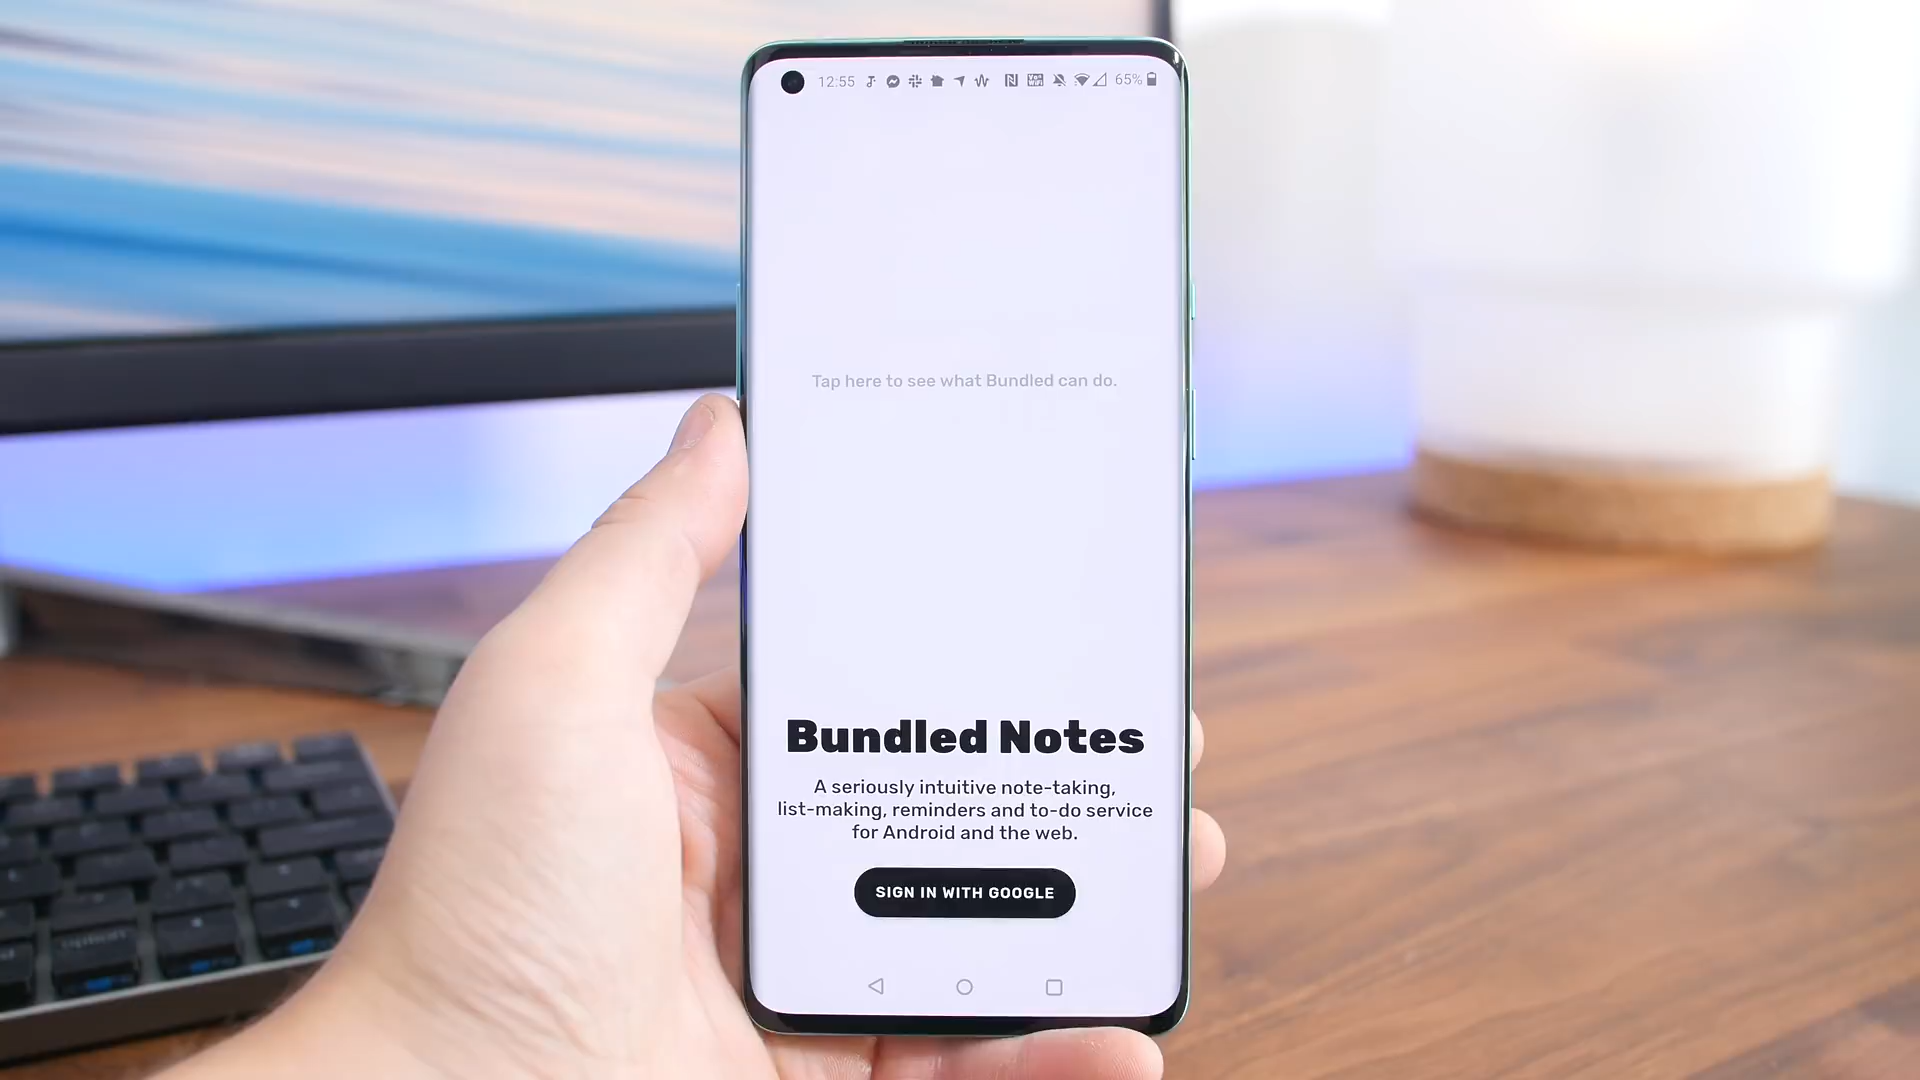 12:55 65%
Tap here to see what Bundled can do.
Bundled Notes
A seriously intuitive note-taking,
list-making, reminders and to-do service
for Android and the web.
SIGN IN WITH GOOGLE